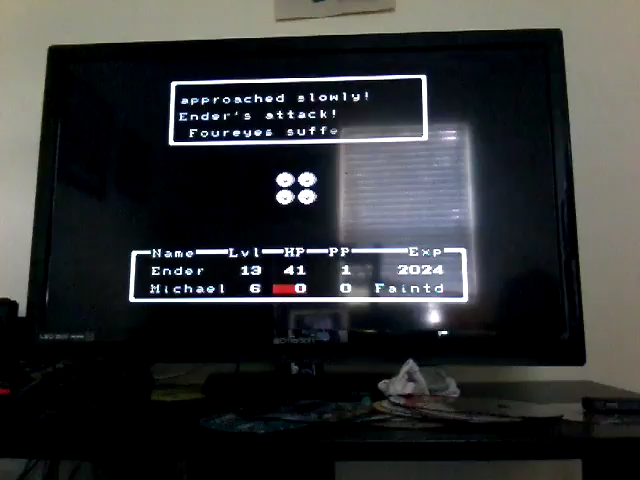 approached slowly!
Ender's attack!
Foureyes suffe
Name Lvl HP PP Exp
Ender 13 41 1 2024
Michael 6 0 0 Faintd